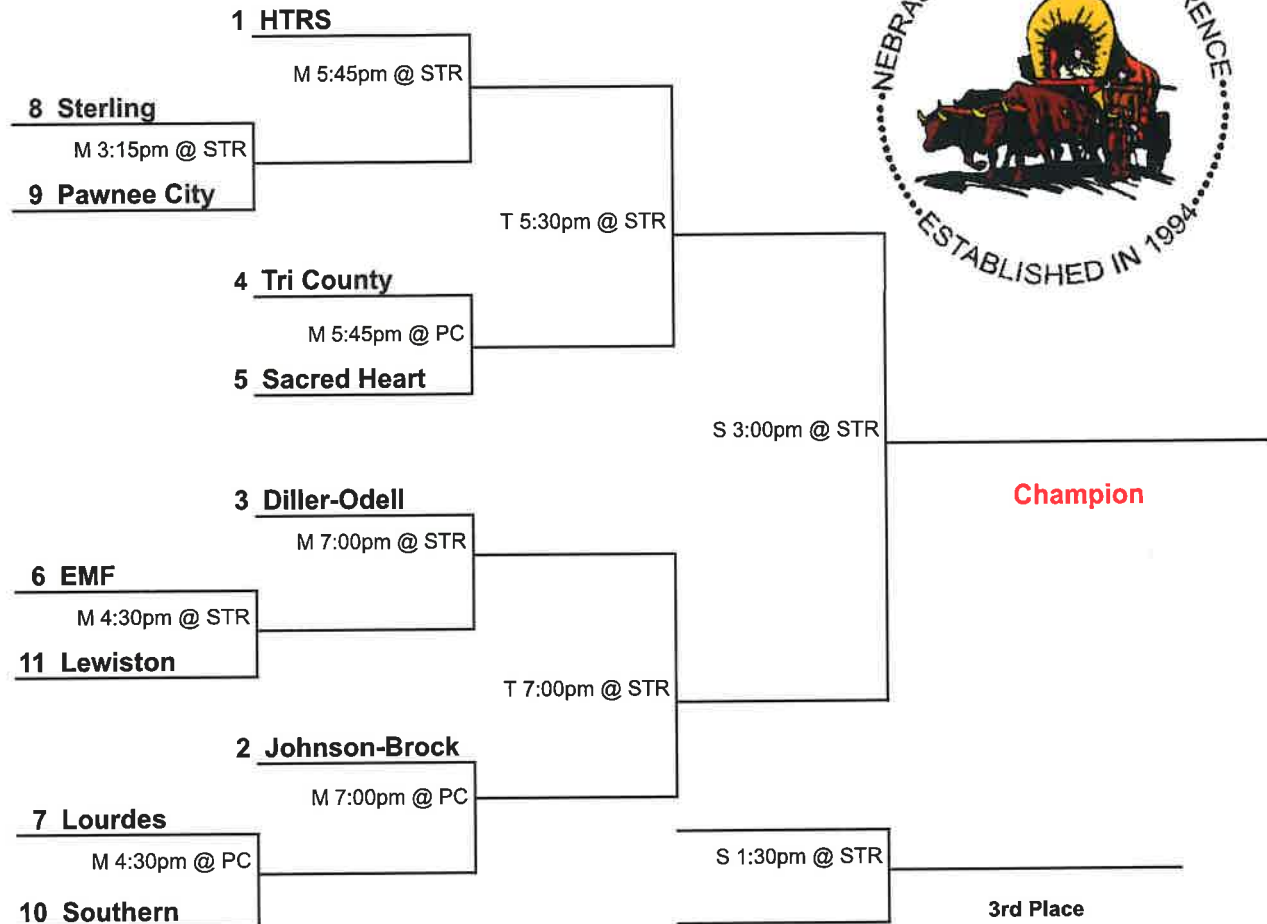 1 HTRS
M 5:45pm @ STR
8 Sterling
M 3:15pm @ STR
9 Pawnee City
T 5:30pm @ STR
4 Tri County
M 5:45pm @ PC
5 Sacred Heart
S 3:00pm @ STR
Champion
3 Diller-Odell
M 7:00pm @ STR
6 EMF
M 4:30pm @ STR
11 Lewiston
T 7:00pm @ STR
2 Johnson-Brock
M 7:00pm @ PC
7 Lourdes
M 4:30pm @ PC
10 Southern
S 1:30pm @ STR
3rd Place
ESTABLISHED IN 1994